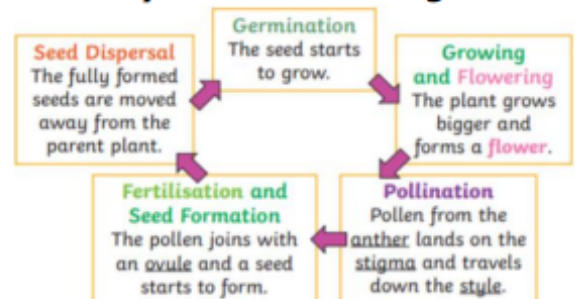 Germination
The seed starts
to grow.
Growing
and Flowering
The plant grows
bigger and
forms a flower.
Pollination
Pollen from the
anther lands on the
stigma and travels
down the style.
Fertilisation and
Seed Formation
The pollen joins with
an ovule and a seed
starts to form.
Seed Dispersal
The fully formed
seeds are moved
away from the
parent plant.